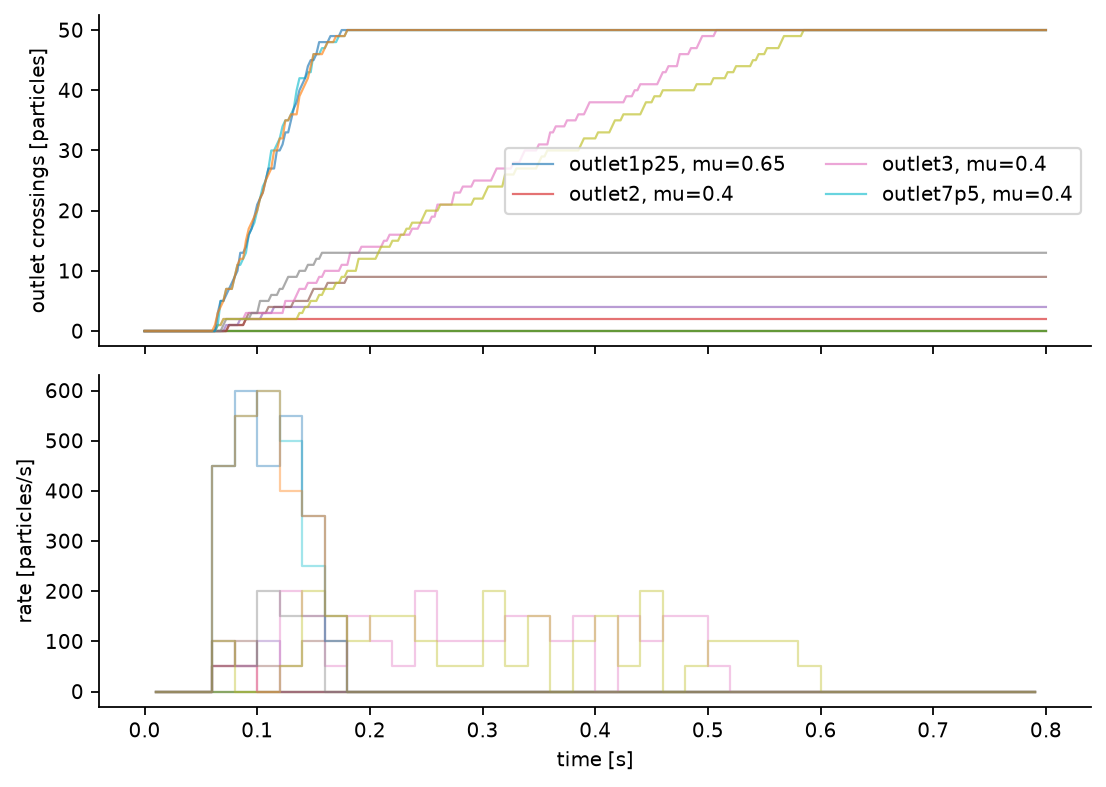 50
40
30
20
10
0
outlet crossings [particles]
outlet1p25, mu=0.65
outlet2, mu=0.4
outlet3, mu=0.4
outlet7p5, mu=0.4
600
500
400
300
200
100
0
rate [particles/s]
0.0 0.1 0.2 0.3 0.4 0.5 0.6 0.7 0.8
time [s]